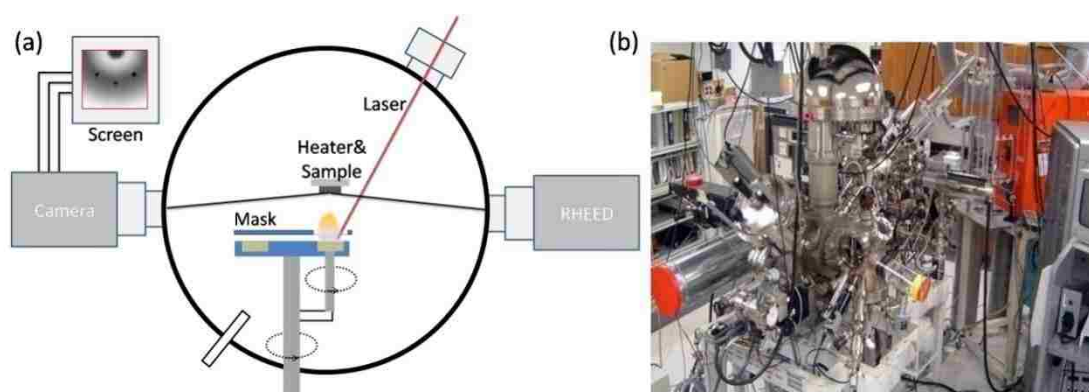 (a)
Screen
Camera
Laser
Heater&
Sample
Mask
RHEED
(b)